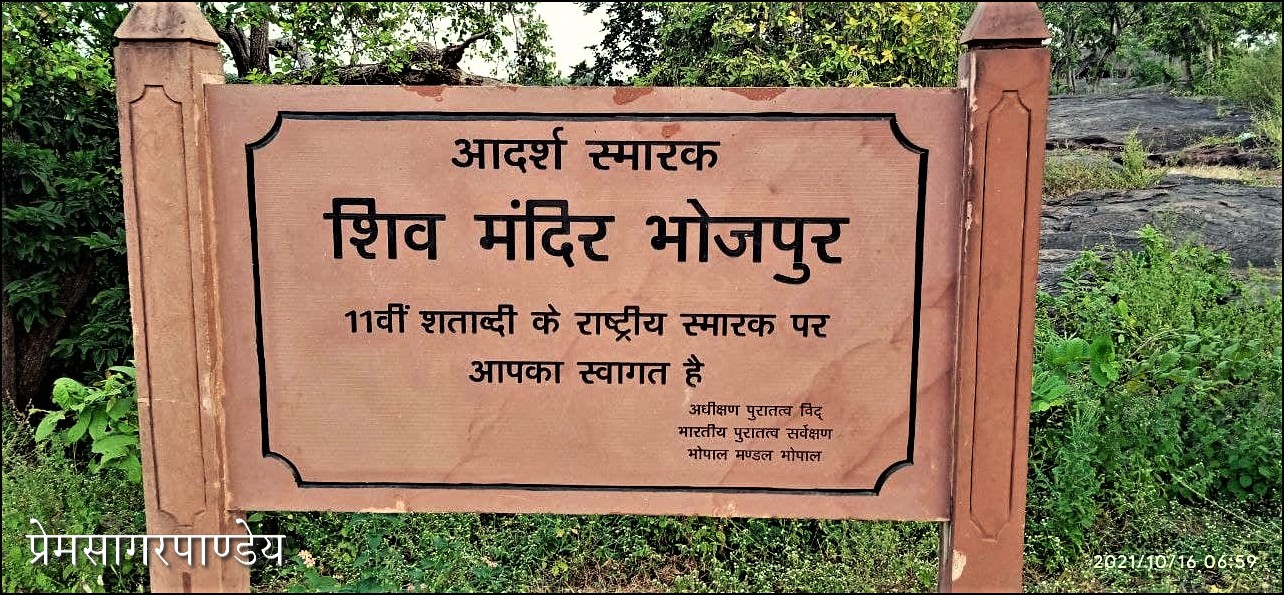 आदर्श स्मारक
शिव मंदिर भोजपुर
11वीं शताब्दी के राष्ट्रीय स्मारक पर
आपका स्वागत है
अधीक्षण पुरातत्व विद्
भारतीय पुरातत्व सर्वेक्षण
भोपाल मण्डल भोपाल
प्रेमसागरपाण्डेय
2021/10/16 06:59